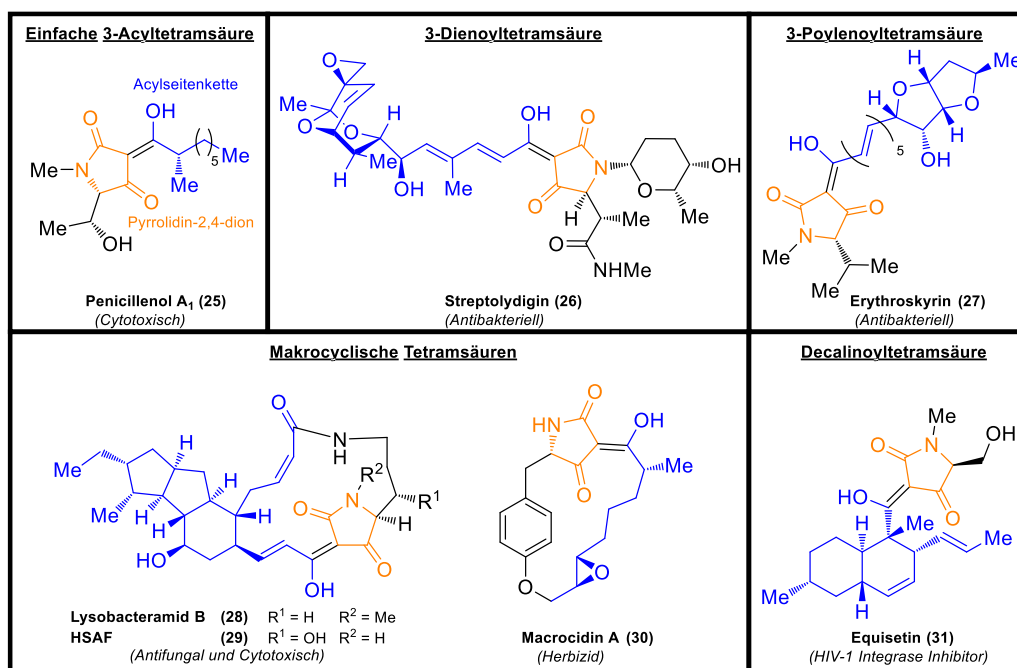 Einfache 3-Acyltetramsäure
Acylseitenkette
OH
O
5
Me
N
Me
Me
O
Me
OH
Pyrrolidin-2,4-dion
Penicillenol A1 (25)
(Cytotoxisch)
3-Dienoyltetramsäure
O
Me
H
O
O
H
Me
OH
Me
OH
O
N
O
H
O
OH
Me
Me
O
NHMe
Streptolydigin (26)
(Antibakteriell)
3-Poylenoyltetramsäure
Me
H
O
O
H
OH
5
OH
O
O
N
Me
Me
Me
Erythroskyrin (27)
(Antibakteriell)
Makrocyclische Tetramsäuren
O
N
H
H
Me
Me
H
H
H
H
HO
R2
N
R1
O
H
O
OH
Lysobacteramid B (28) R1 = H R2 = Me
HSAF (29) R1 = OH R2 = H
(Antifungal und Cytotoxisch)
O
HN
OH
O
Me
O
O
Macrocidin A (30)
(Herbizid)
Decalinoyltetramsäure
Me
N
HO
O
HO
O
Me
H
Me
Me
H
Equisetin (31)
(HIV-1 Integrase Inhibitor)